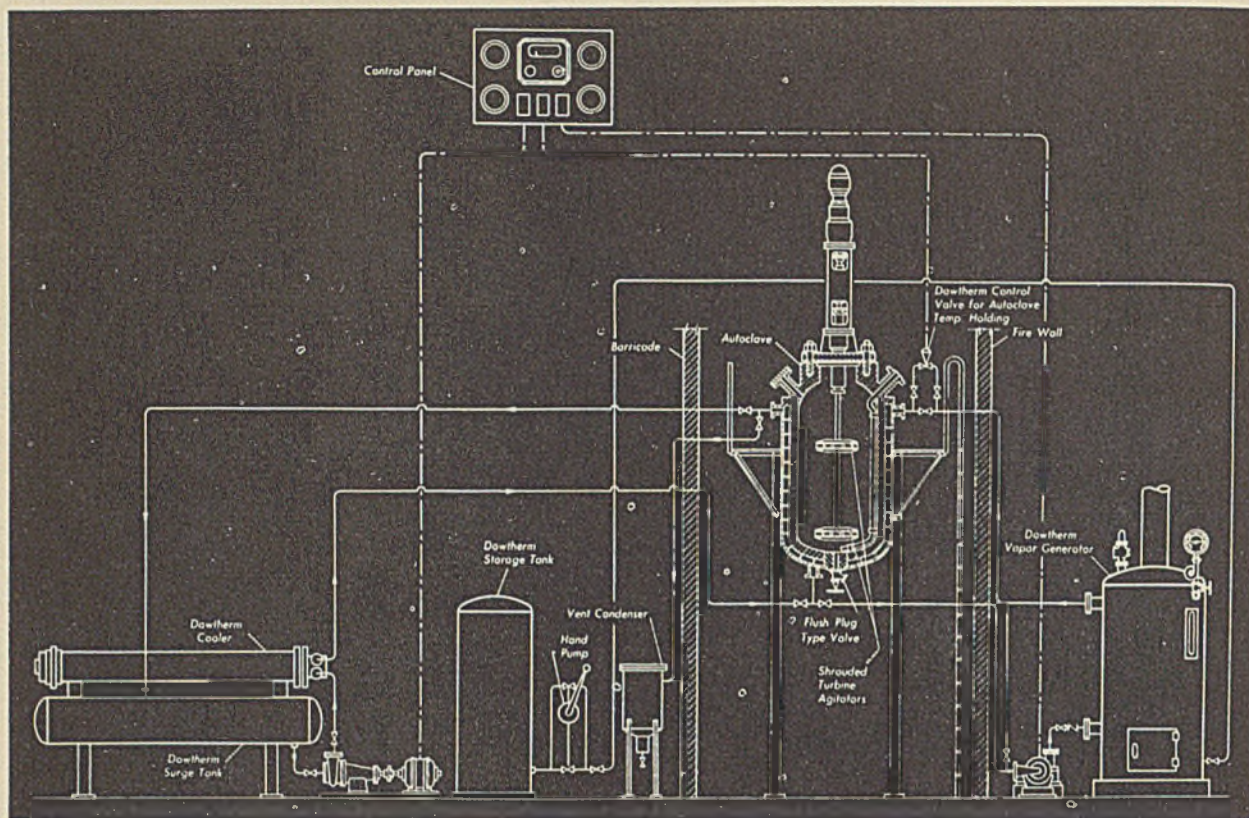 Control Panel
Dowtherm Control
Valve for Autoclave
Temp. Holding
Fire Wall
Barricade
Autoclave
Dowtherm
Vapor Generator
Dowtherm
Storage Tank
Vent Condenser
Hand
Pump
Flush Plug
Type Valve
Dowtherm
Cooler
Shrouded
Turbine
Agitators
Dowtherm
Surge Tank